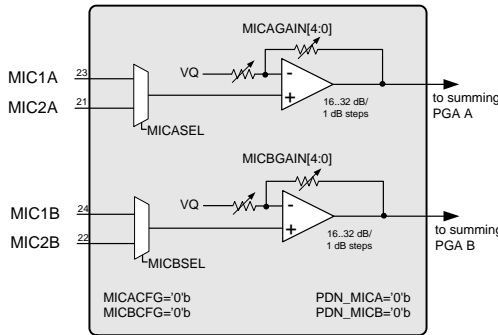 MICAGAIN[4:0]
MIC1A 23
VQ
-
+
MIC2A 21
to summing
PGA A
16..32 dB/
1 dB steps
MICASEL
MICBGAIN[4:0]
MIC1B 24
VQ
-
+
MIC2B 22
to summing
PGA B
16..32 dB/
1 dB steps
MICBSEL
MICACFG='0'b
MICBCFG='0'b
PDN_MICA='0'b
PDN_MICB='0'b